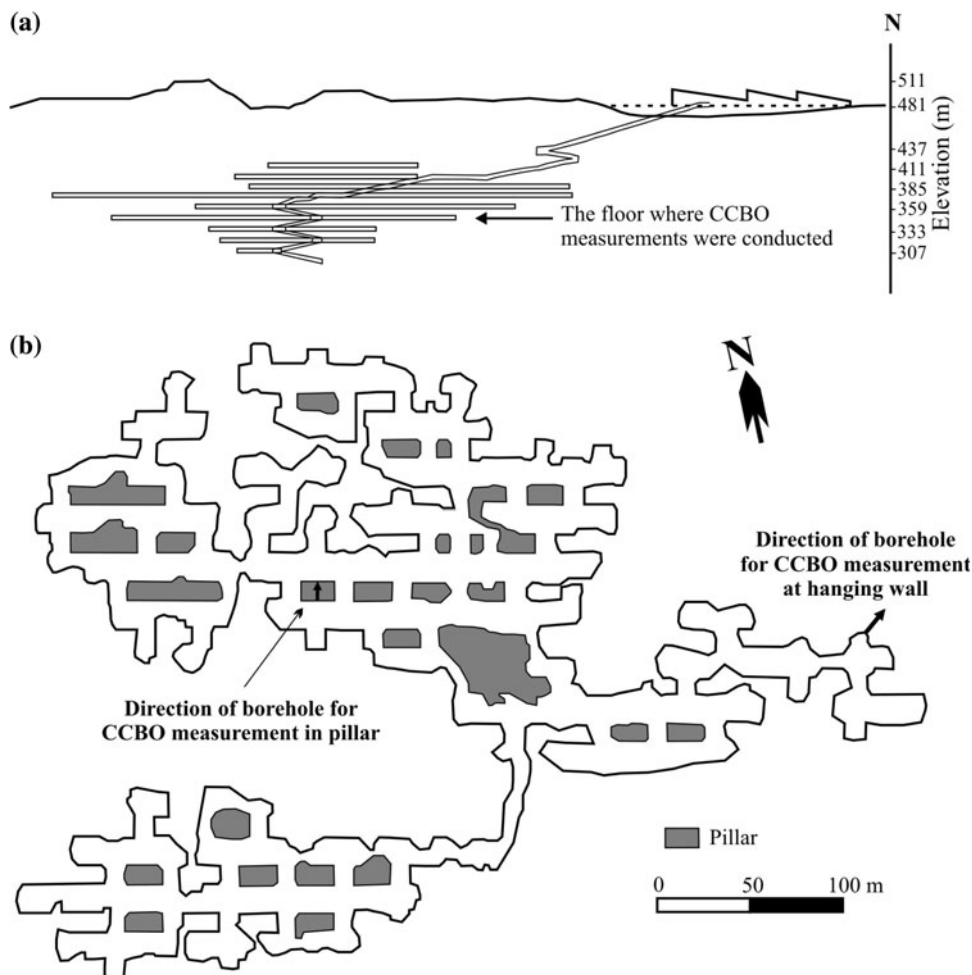 (a)
N
511
481
437
411
385
359
333
307
Elevation (m)
The floor where CCBO
measurements were conducted
(b)
N
Direction of borehole
for CCBO measurement
at hanging wall
Direction of borehole for
CCBO measurement in pillar
Pillar
0 50 100 m